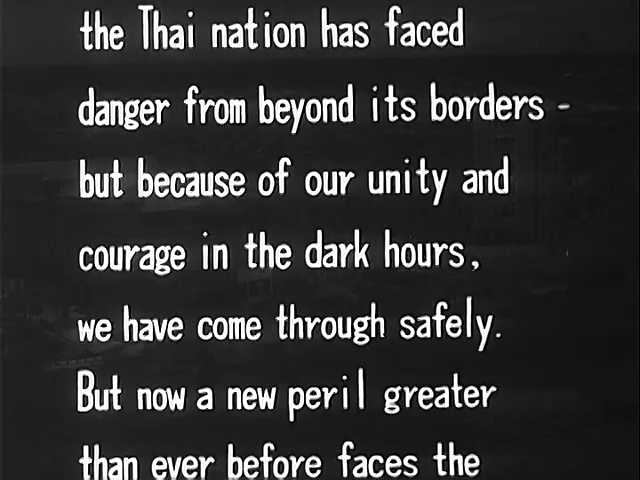 the Thai nation has faced
danger from beyond its borders -
but because of our unity and
courage in the dark hours,
we have come through safely.
But now a new peril greater
than ever before faces the